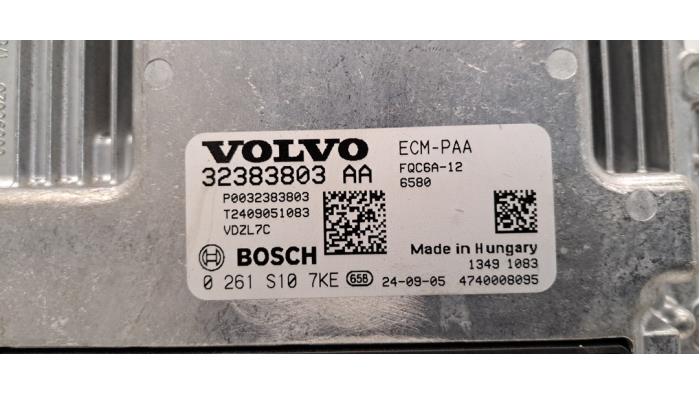 VOLVO
32383803 AA
P0032383803
T2409051083
VDZL7C
ECM-PAA
FQC6A-12
6580
BOSCH
Made in Hungary
1349 1083
0 261 S10 7KE 65B 24-09-05 4740008095